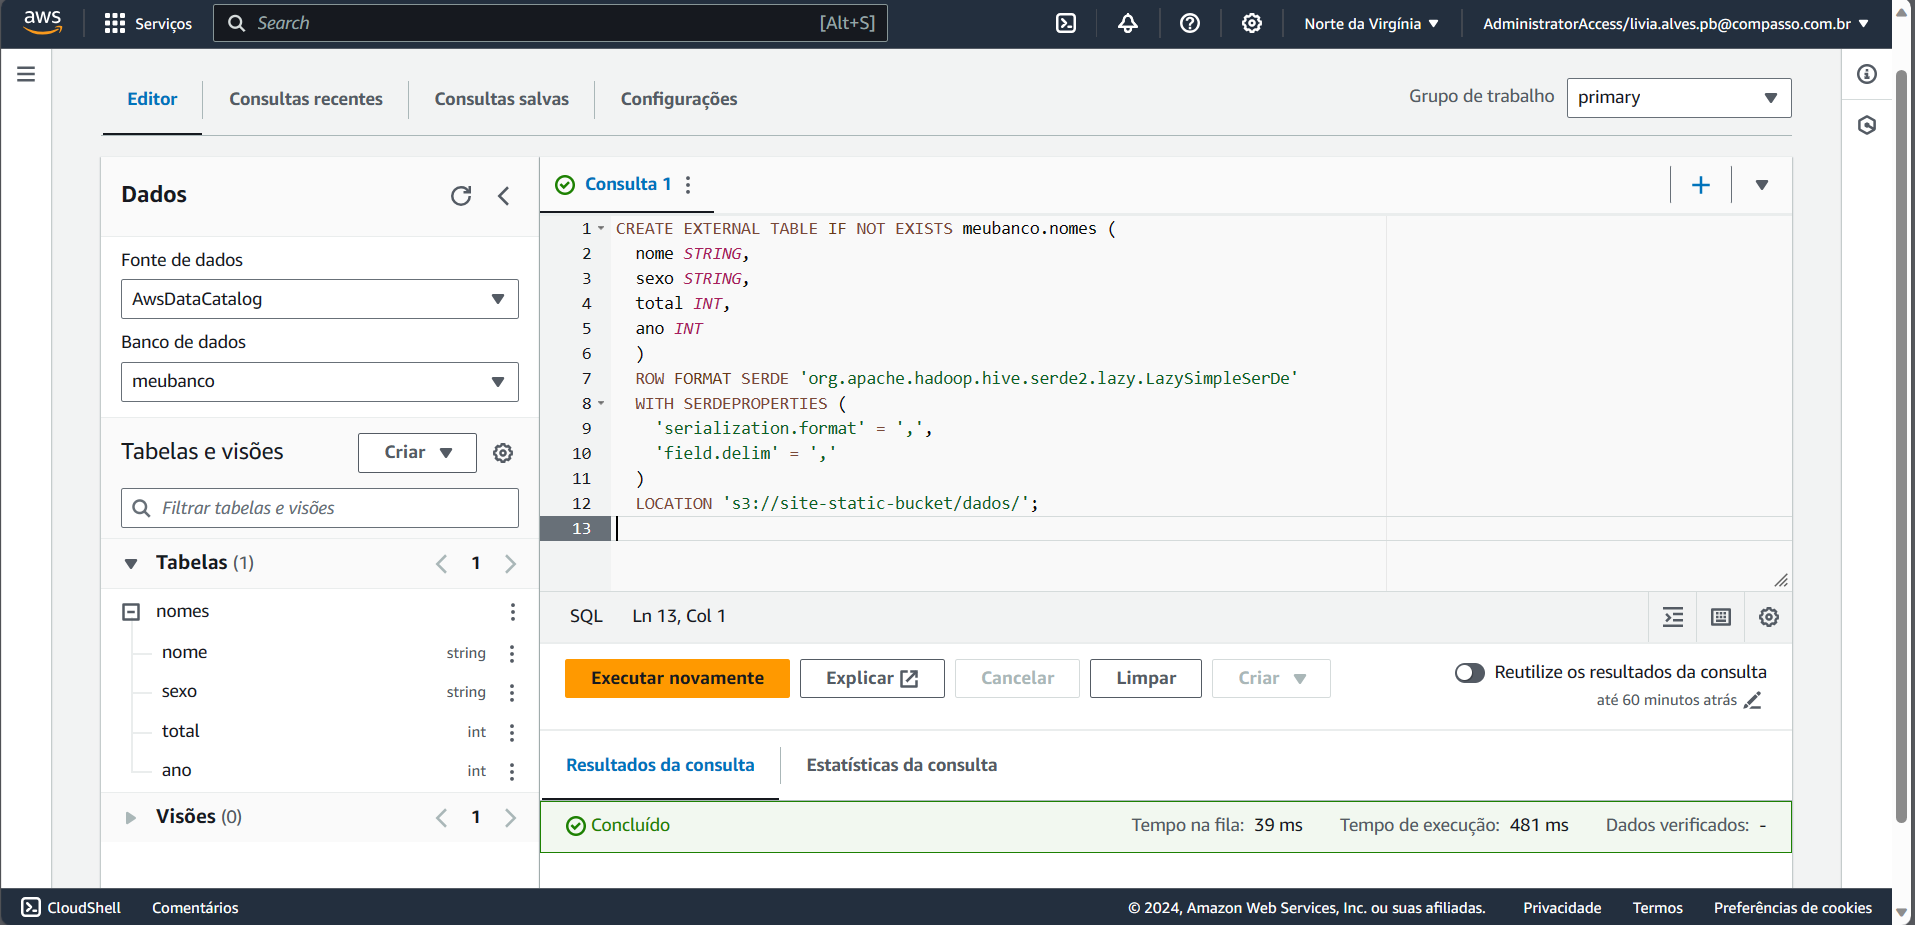 aws Serviços Search [Alt+S] Norte da Virgínia AdministratorAccess/livia.alves.pb@compasso.com.br
Editor Consultas recentes Consultas salvas Configurações Grupo de trabalho primary
Dados
Fonte de dados
AwsDataCatalog
Banco de dados
meubanco
Tabelas e visões Criar
Filtrar tabelas e visões
Tabelas (1) 1
nomes
nome string
sexo string
total int
ano int
Visões (0) 1
Consulta 1
1 CREATE EXTERNAL TABLE IF NOT EXISTS meubanco.nomes (
2 nome STRING,
3 sexo STRING,
4 total INT,
5 ano INT
6 )
7 ROW FORMAT SERDE 'org.apache.hadoop.hive.serde2.lazy.LazySimpleSerDe'
8 WITH SERDEPROPERTIES (
9 'serialization.format' = ',',
10 'field.delim' = ','
11 )
12 LOCATION 's3://site-static-bucket/dados/';
13
SQL Ln 13, Col 1
Executar novamente Explicar Cancelar Limpar Criar Reutilize os resultados da consulta
até 60 minutos atrás
Resultados da consulta Estatísticas da consulta
Concluído Tempo na fila: 39 ms Tempo de execução: 481 ms Dados verificados: -
CloudShell Comentários © 2024, Amazon Web Services, Inc. ou suas afiliadas. Privacidade Termos Preferências de cookies